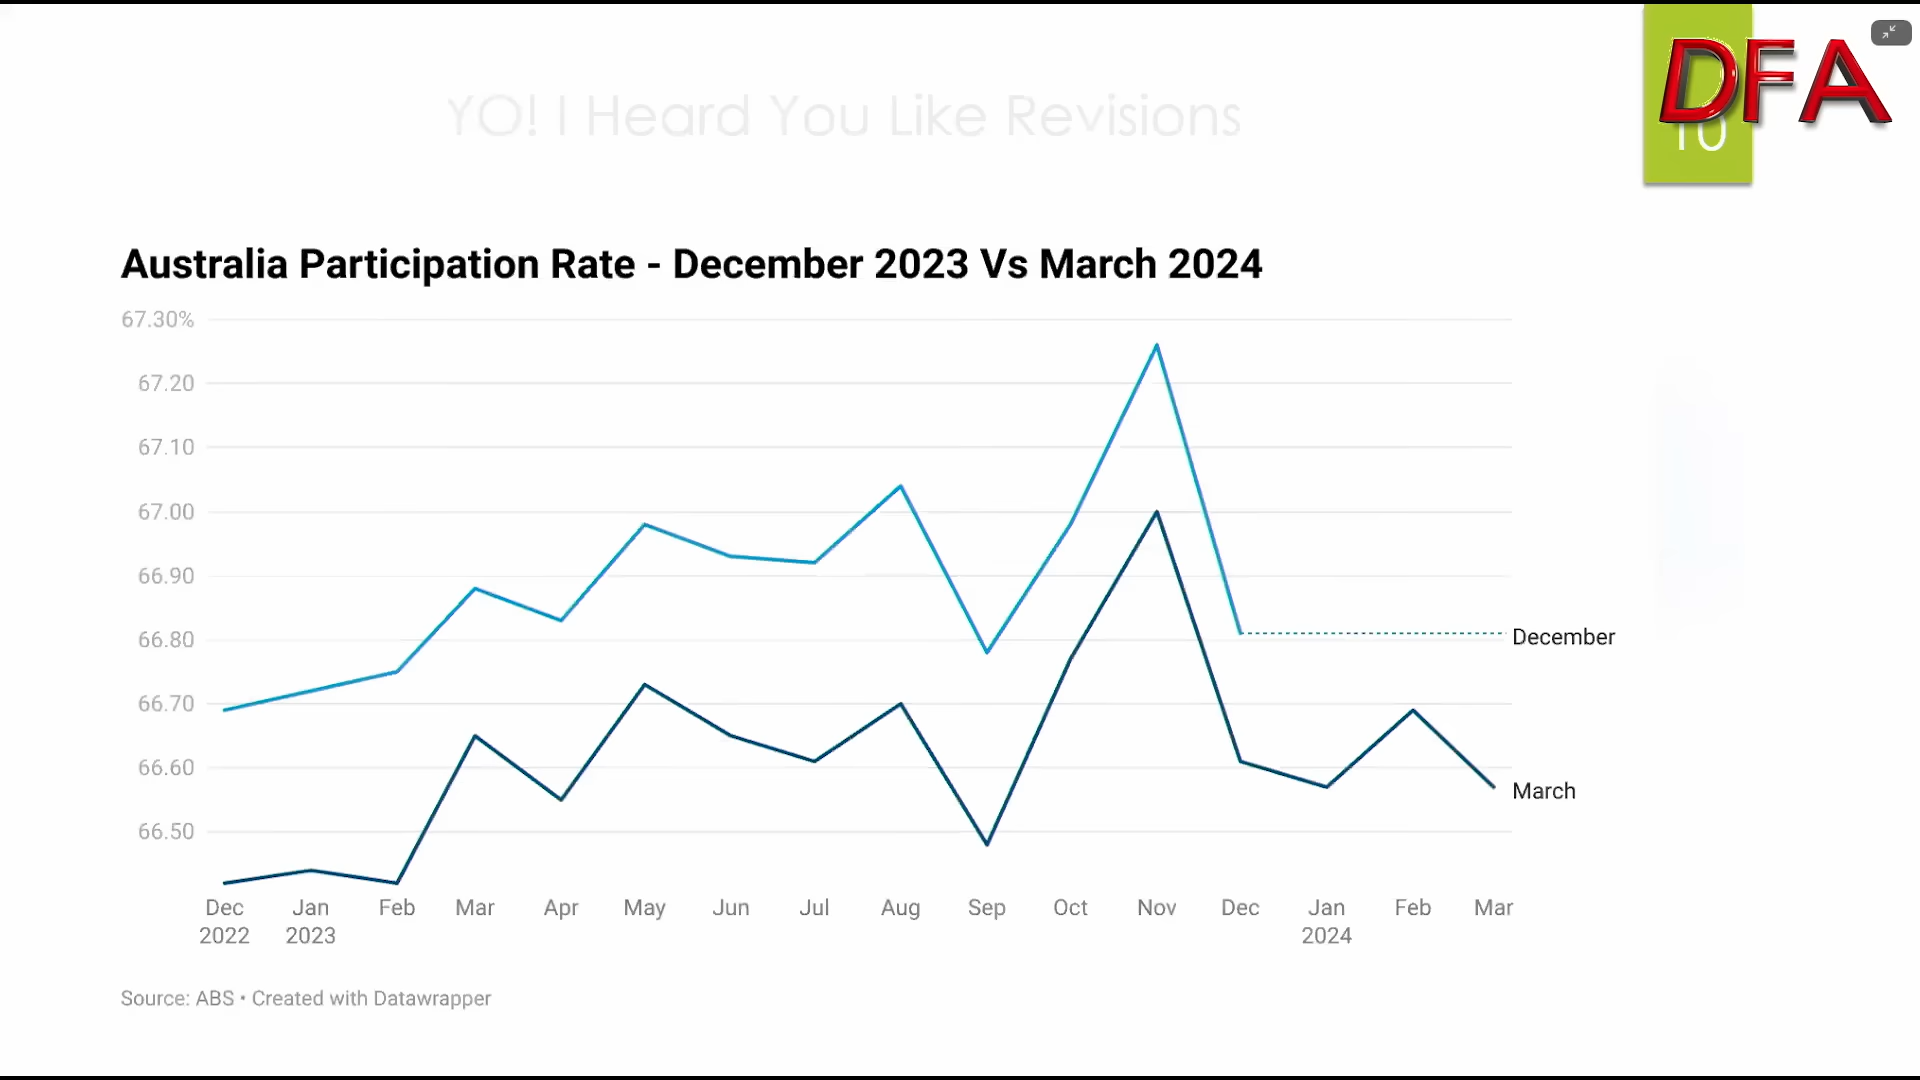 DFA
YO! I Heard You Like Revisions
10
Australia Participation Rate - December 2023 Vs March 2024
67.30%
67.20
67.10
67.00
66.90
66.80
66.70
66.60
66.50
December
March
Dec Jan Feb Mar Apr May Jun Jul Aug Sep Oct Nov Dec Jan Feb Mar
2022 2023 2024
Source: ABS • Created with Datawrapper